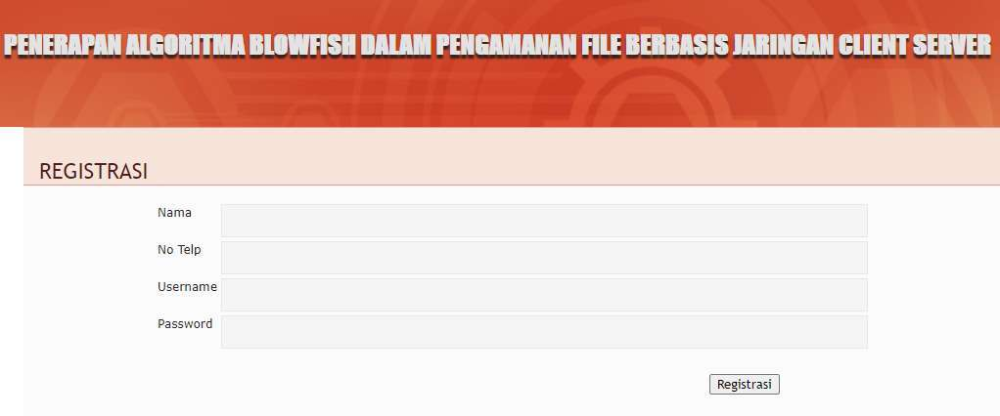 PENERAPAN ALGORITMA BLOWFISH DALAM PENGAMANAN FILE BERBASIS JARINGAN CLIENT SERVER
REGISTRASI
Nama
No Telp
Username
Password
Registrasi